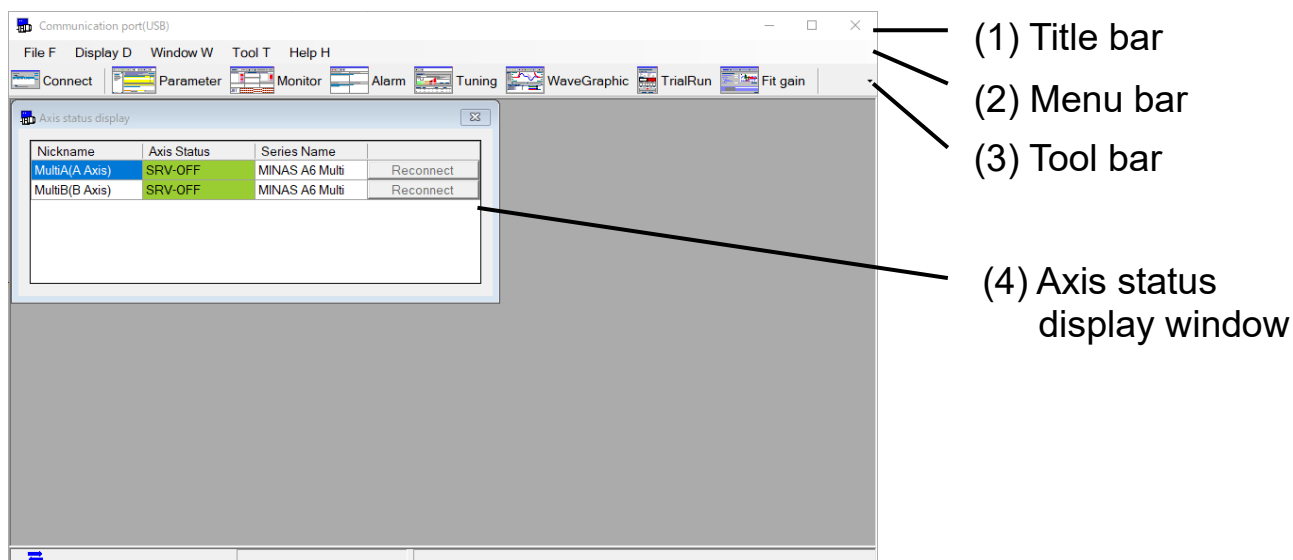 Communication port(USB)
(1) Title bar
File F Display D Window W Tool T Help H
(2) Menu bar
Connect Parameter Monitor Alarm Tuning WaveGraphic TrialRun Fit gain
(3) Tool bar
Axis status display
Nickname Axis Status Series Name
MultiA(A Axis) SRV-OFF MINAS A6 Multi Reconnect
MultiB(B Axis) SRV-OFF MINAS A6 Multi Reconnect
(4) Axis status
display window